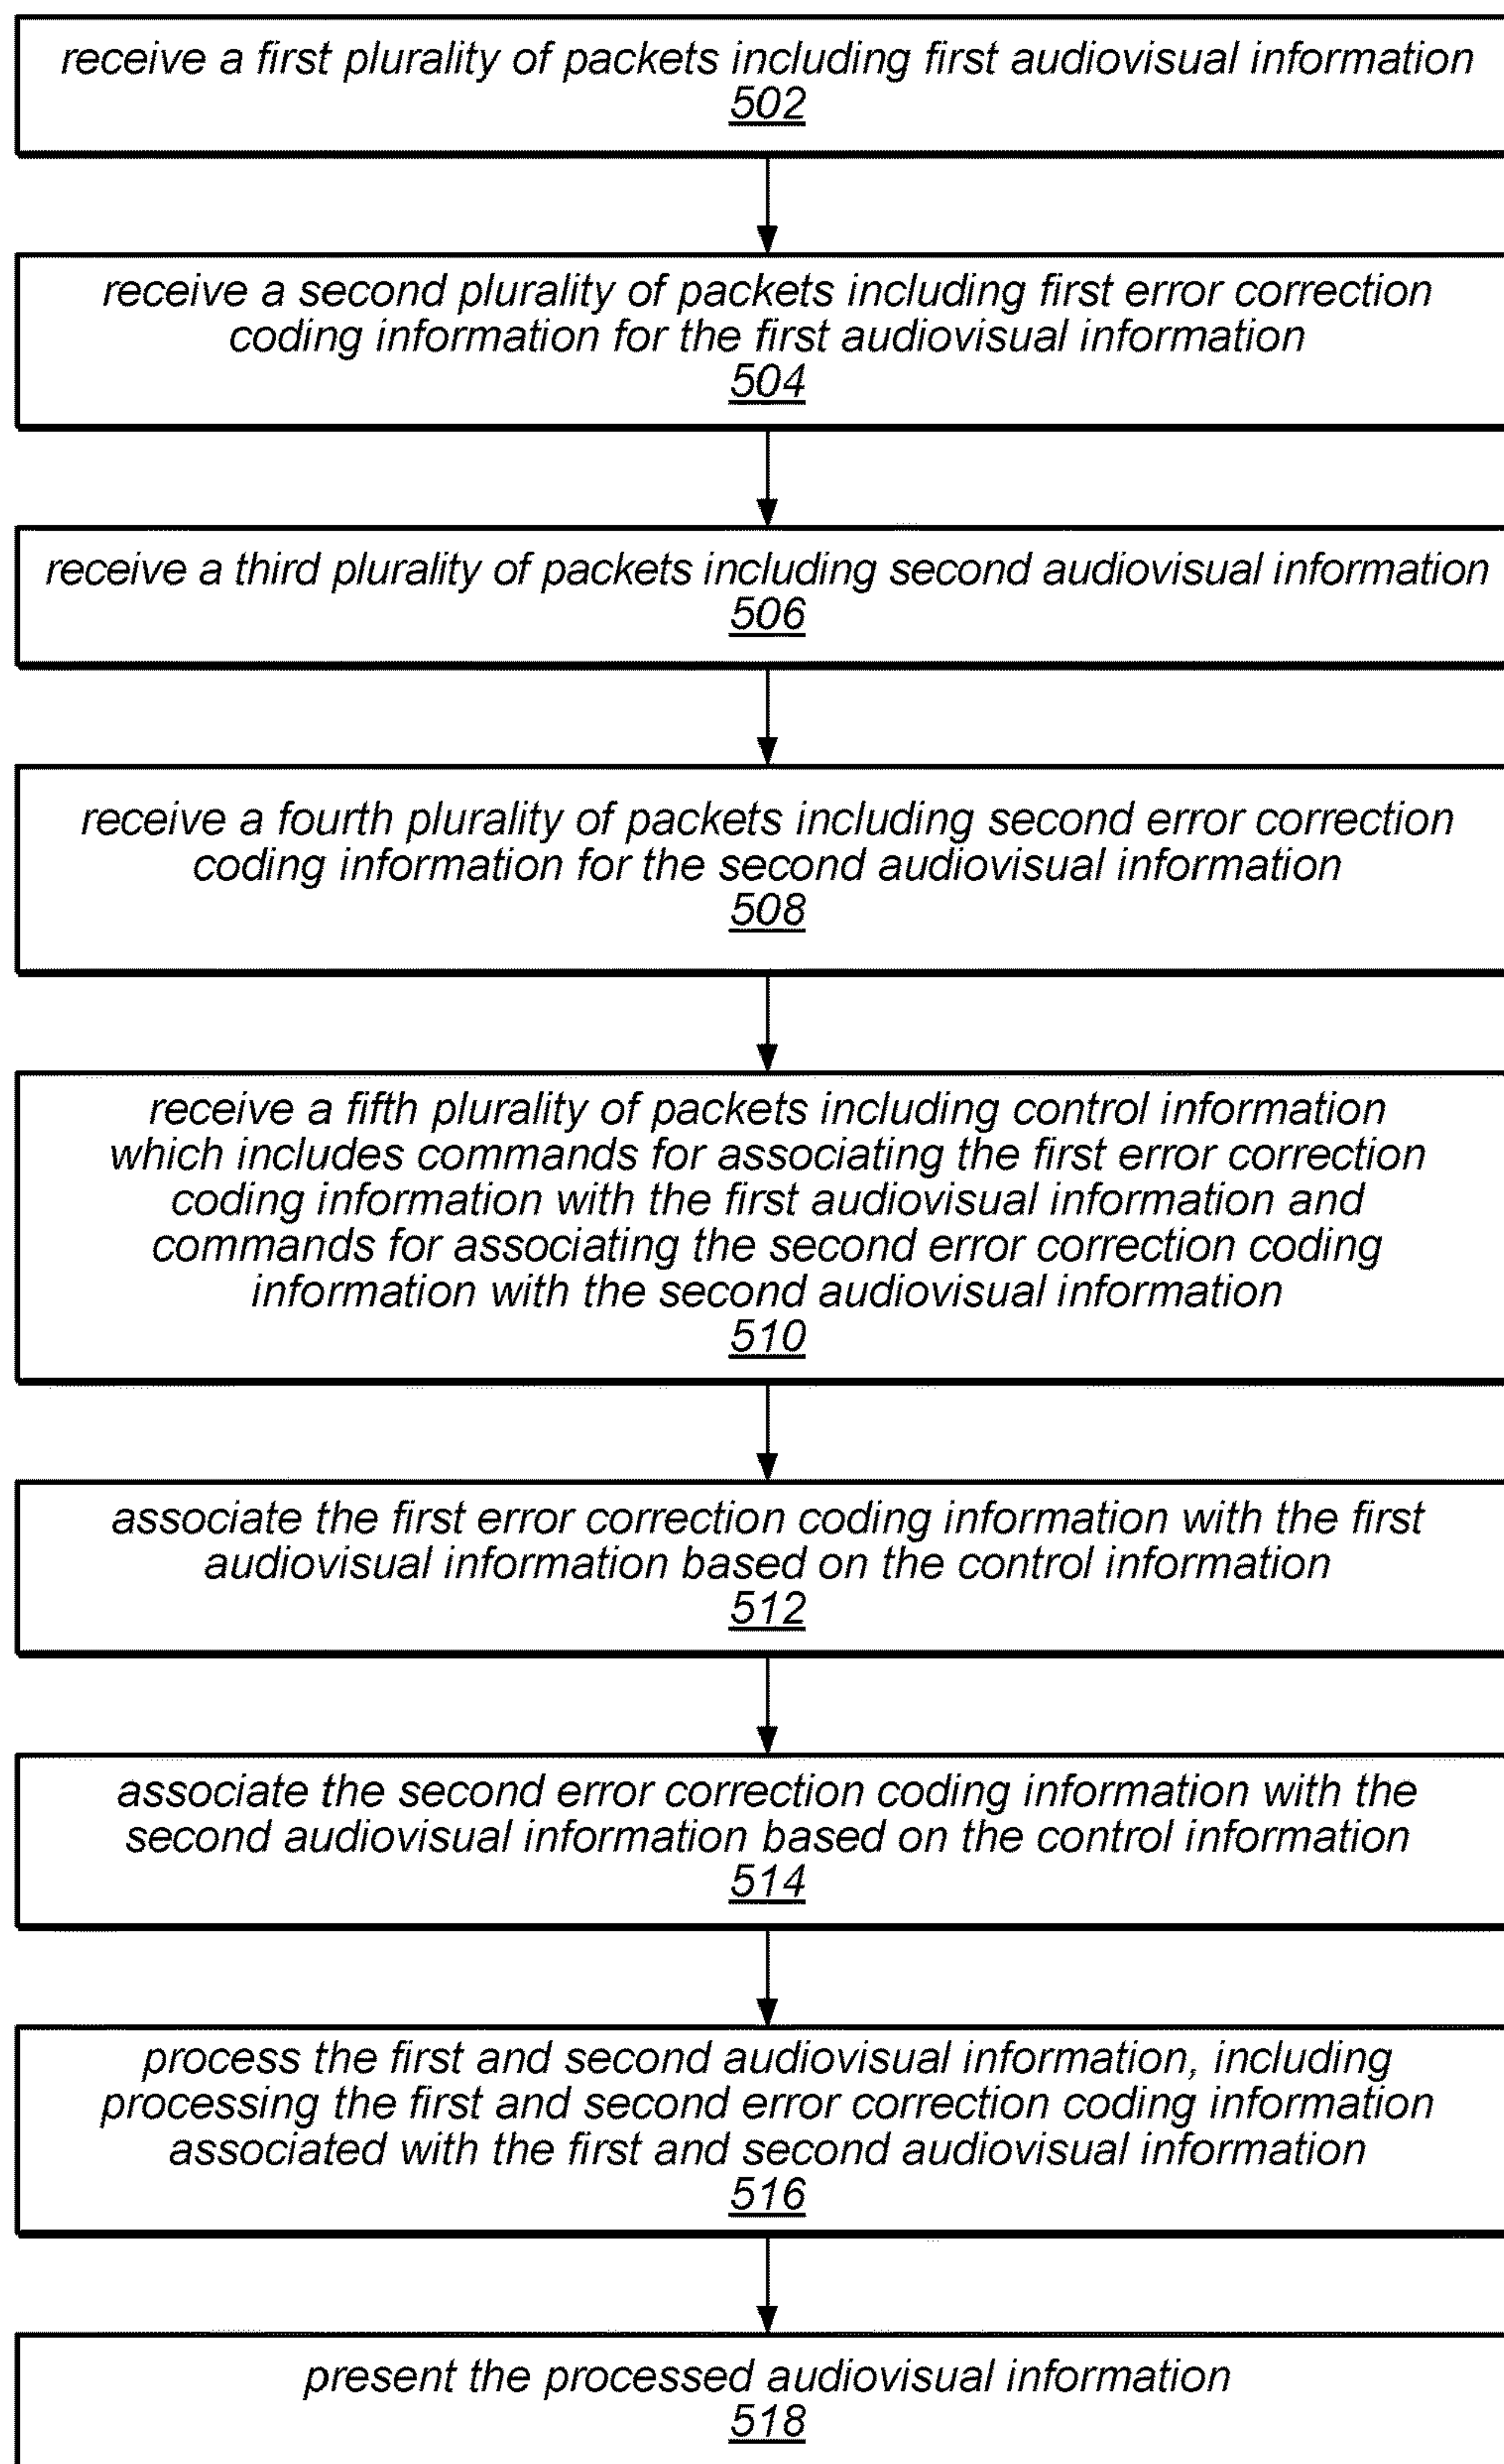 receive a first plurality of packets including first audiovisual information
502
receive a second plurality of packets including first error correction
coding information for the first audiovisual information
504
receive a third plurality of packets including second audiovisual information
506
receive a fourth plurality of packets including second error correction
coding information for the second audiovisual information
508
receive a fifth plurality of packets including control information
which includes commands for associating the first error correction
coding information with the first audiovisual information and
commands for associating the second error correction coding
information with the second audiovisual information
510
associate the first error correction coding information with the first
audiovisual information based on the control information
512
associate the second error correction coding information with the
second audiovisual information based on the control information
514
process the first and second audiovisual information, including
processing the first and second error correction coding information
associated with the first and second audiovisual information
516
present the processed audiovisual information
518